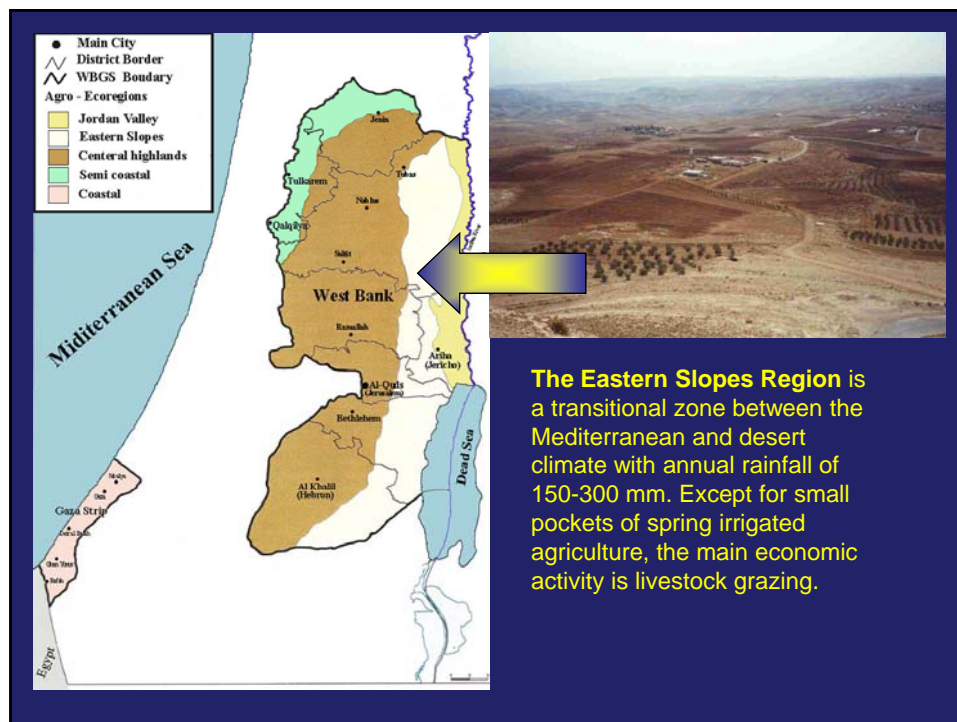 Main City
District Border
WBGS Boudary
Agro - Ecoregions
Jordan Valley
Eastern Slopes
Centeral highlands
Semi coastal
Coastal
Miditerranean Sea
Jenin
Tulkarem
Tubas
Nablus
Qalqilya
Salfit
West Bank
Ramallah
Ariha
(Jericho)
Al-Quds
(Jerusalem)
Bethlehem
Al Khalil
(Hebron)
Dead Sea
Gaza Strip
Gaza
Rafah
Egypt
The Eastern Slopes Region is
a transitional zone between the
Mediterranean and desert
climate with annual rainfall of
150-300 mm. Except for small
pockets of spring irrigated
agriculture, the main economic
activity is livestock grazing.